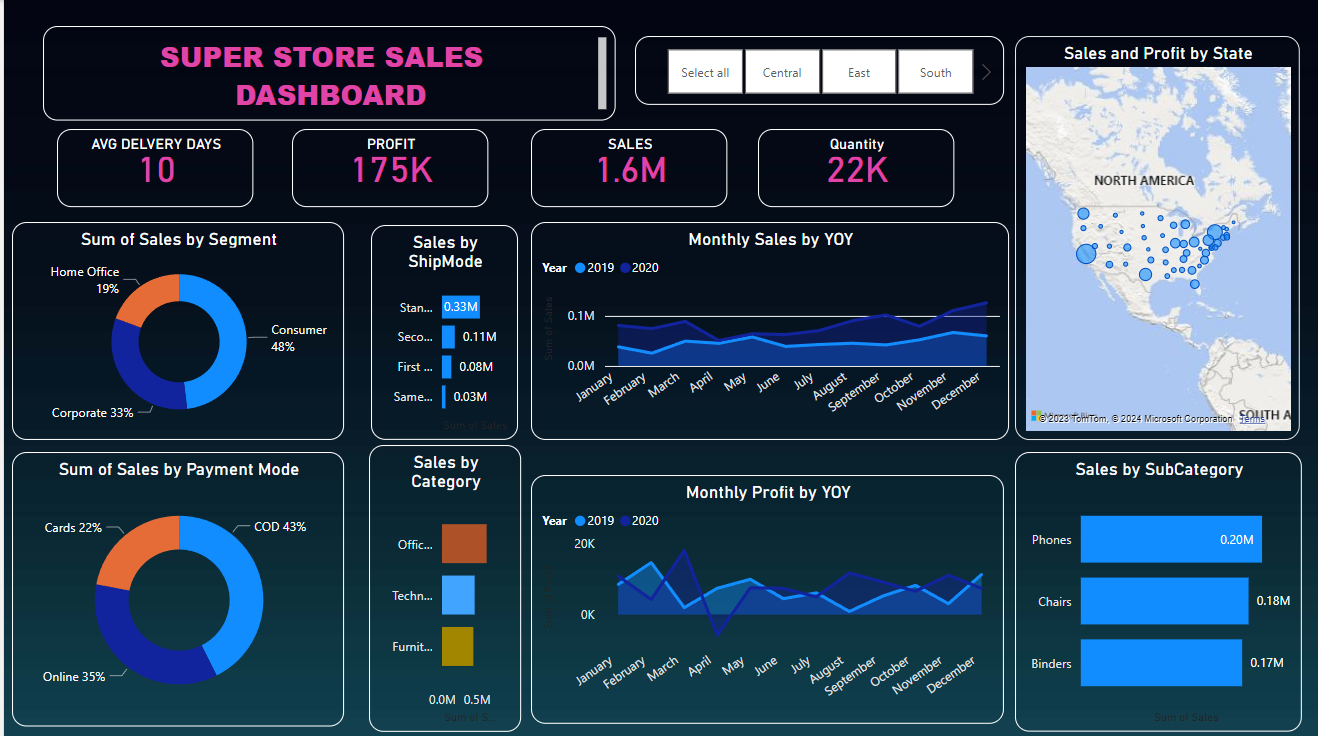 SUPER STORE SALES
DASHBOARD
Select all
Central
East
South
Sales and Profit by State
NORTH AMERICA
SOUTH A
© 2023 TomTom, © 2024 Microsoft Corporation Terms
AVG DELIVERY DAYS
10
PROFIT
175K
SALES
1.6M
Quantity
22K
Sum of Sales by Segment
Home Office
19%
Consumer
48%
Corporate 33%
Sales by
ShipMode
Stan... 0.33M
Seco... 0.11M
First ... 0.08M
Same... 0.03M
Sum of Sales
Monthly Sales by YOY
Year 2019 2020
Sum of Sales
0.1M
0.0M
January
February
March
April
May
June
July
August
September
October
November
December
Sum of Sales by Payment Mode
Cards 22%
COD 43%
Online 35%
Sales by
Category
Offic...
Techn...
Furnit...
0.0M 0.5M
Sum of S...
Monthly Profit by YOY
Year 2019 2020
20K
0K
January
February
March
April
May
June
July
August
September
October
November
December
Sales by SubCategory
Phones 0.20M
Chairs 0.18M
Binders 0.17M
Sum of Sales